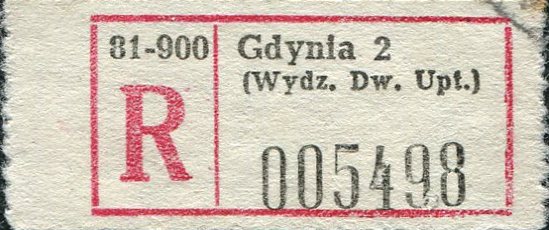 81-900
R
Gdynia 2
(Wydz. Dw. Upt.)
005498